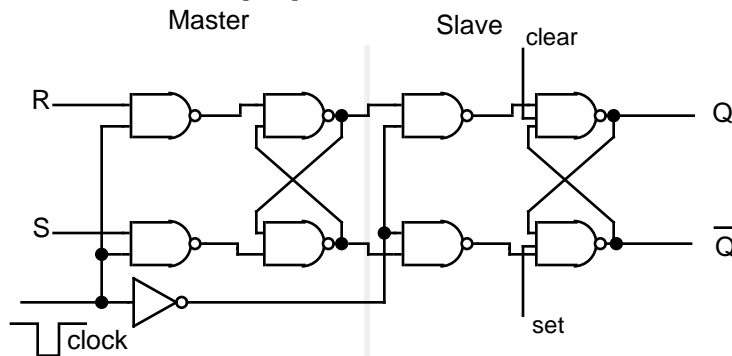 Master
Slave
clear
R
Q
S
Q̅
clock
set